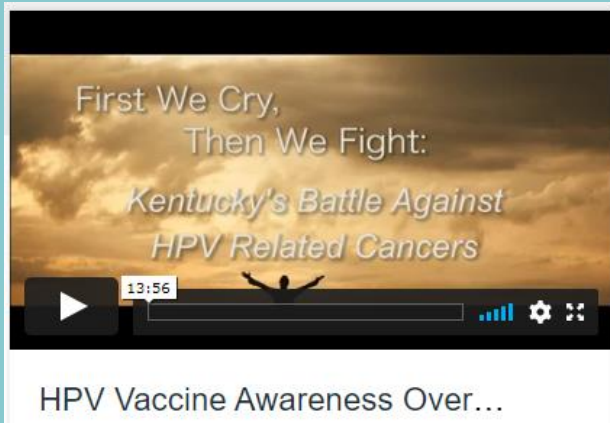 First We Cry,
Then We Fight:
Kentucky's Battle Against
HPV Related Cancers
13:56
HPV Vaccine Awareness Over...